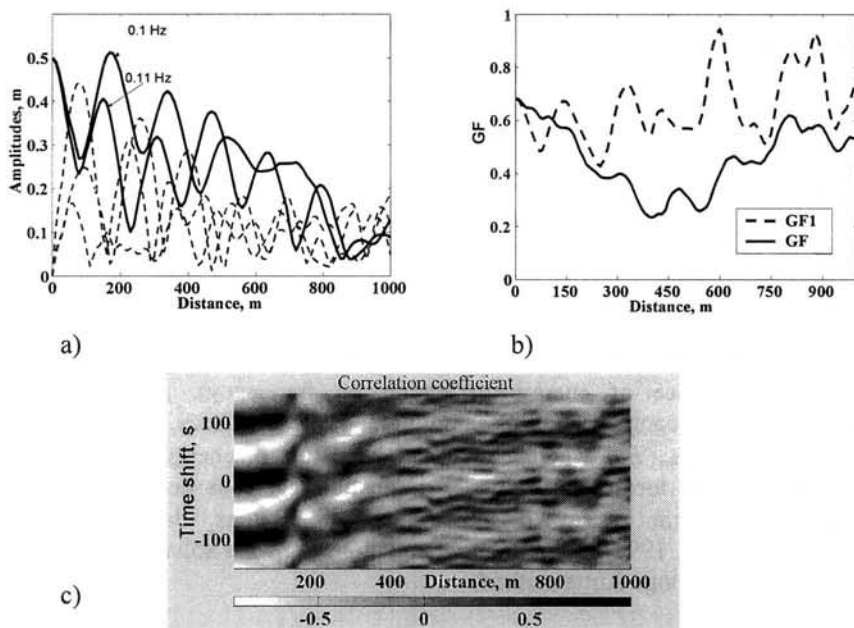 0.1 Hz
0.11 Hz
Amplitudes, m
0.5
0.4
0.3
0.2
0.1
0
0 200 400 600 800 1000
Distance, m
a)
GF
1
0.8
0.6
0.4
0.2
0
GF1
GF
0 150 300 450 600 750 900
Distance, m
b)
Correlation coefficient
Time shift, s
100
0
-100
200 400 Distance, m 800 1000
c)
-0.5 0 0.5